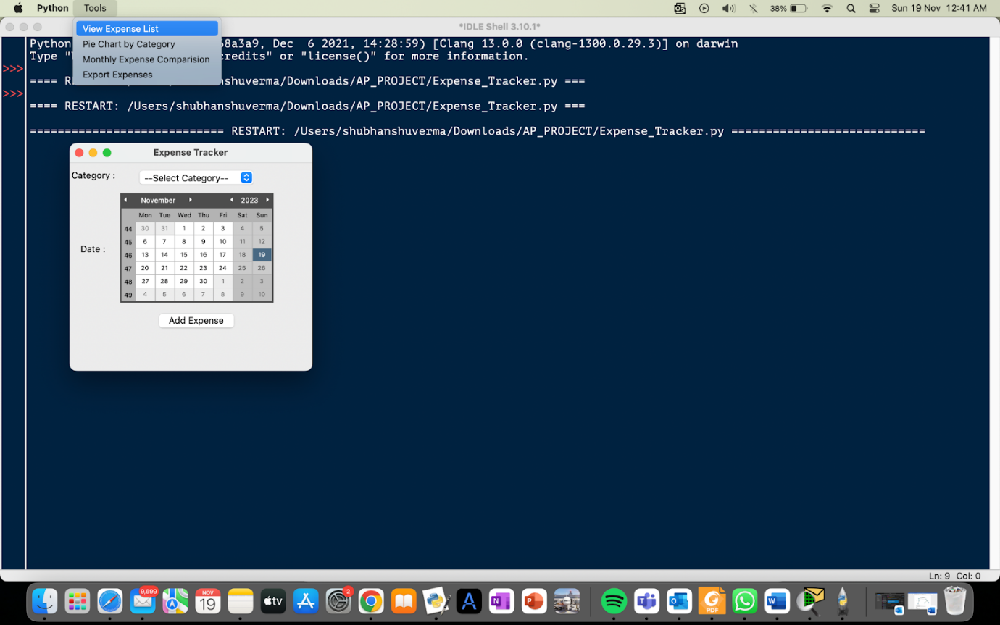 Python Tools 38% Sun 19 Nov 12:41 AM
*IDLE Shell 3.10.1*
View Expense List
Pie Chart by Category
Monthly Expense Comparision
Export Expenses
Python 8a3a9, Dec 6 2021, 14:28:59) [Clang 13.0.0 (clang-1300.0.29.3)] on darwin
Type " credits" or "license()" for more information.
>>>
==== R /Users/shubhanshuverma/Downloads/AP_PROJECT/Expense_Tracker.py ===
>>>
==== RESTART: /Users/shubhanshuverma/Downloads/AP_PROJECT/Expense_Tracker.py ===
============================ RESTART: /Users/shubhanshuverma/Downloads/AP_PROJECT/Expense_Tracker.py ============================
Expense Tracker
Category : --Select Category--
November 2023
Mon Tue Wed Thu Fri Sat Sun
44 30 31 1 2 3 4 5
45 6 7 8 9 10 11 12
Date :
46 13 14 15 16 17 18 19
47 20 21 22 23 24 25 26
48 27 28 29 30 1 2 3
49 4 5 6 7 8 9 10
Add Expense
Ln: 9 Col: 0
9,699
NOV
19
tv
2
A
N
P
T
O
PDF
W